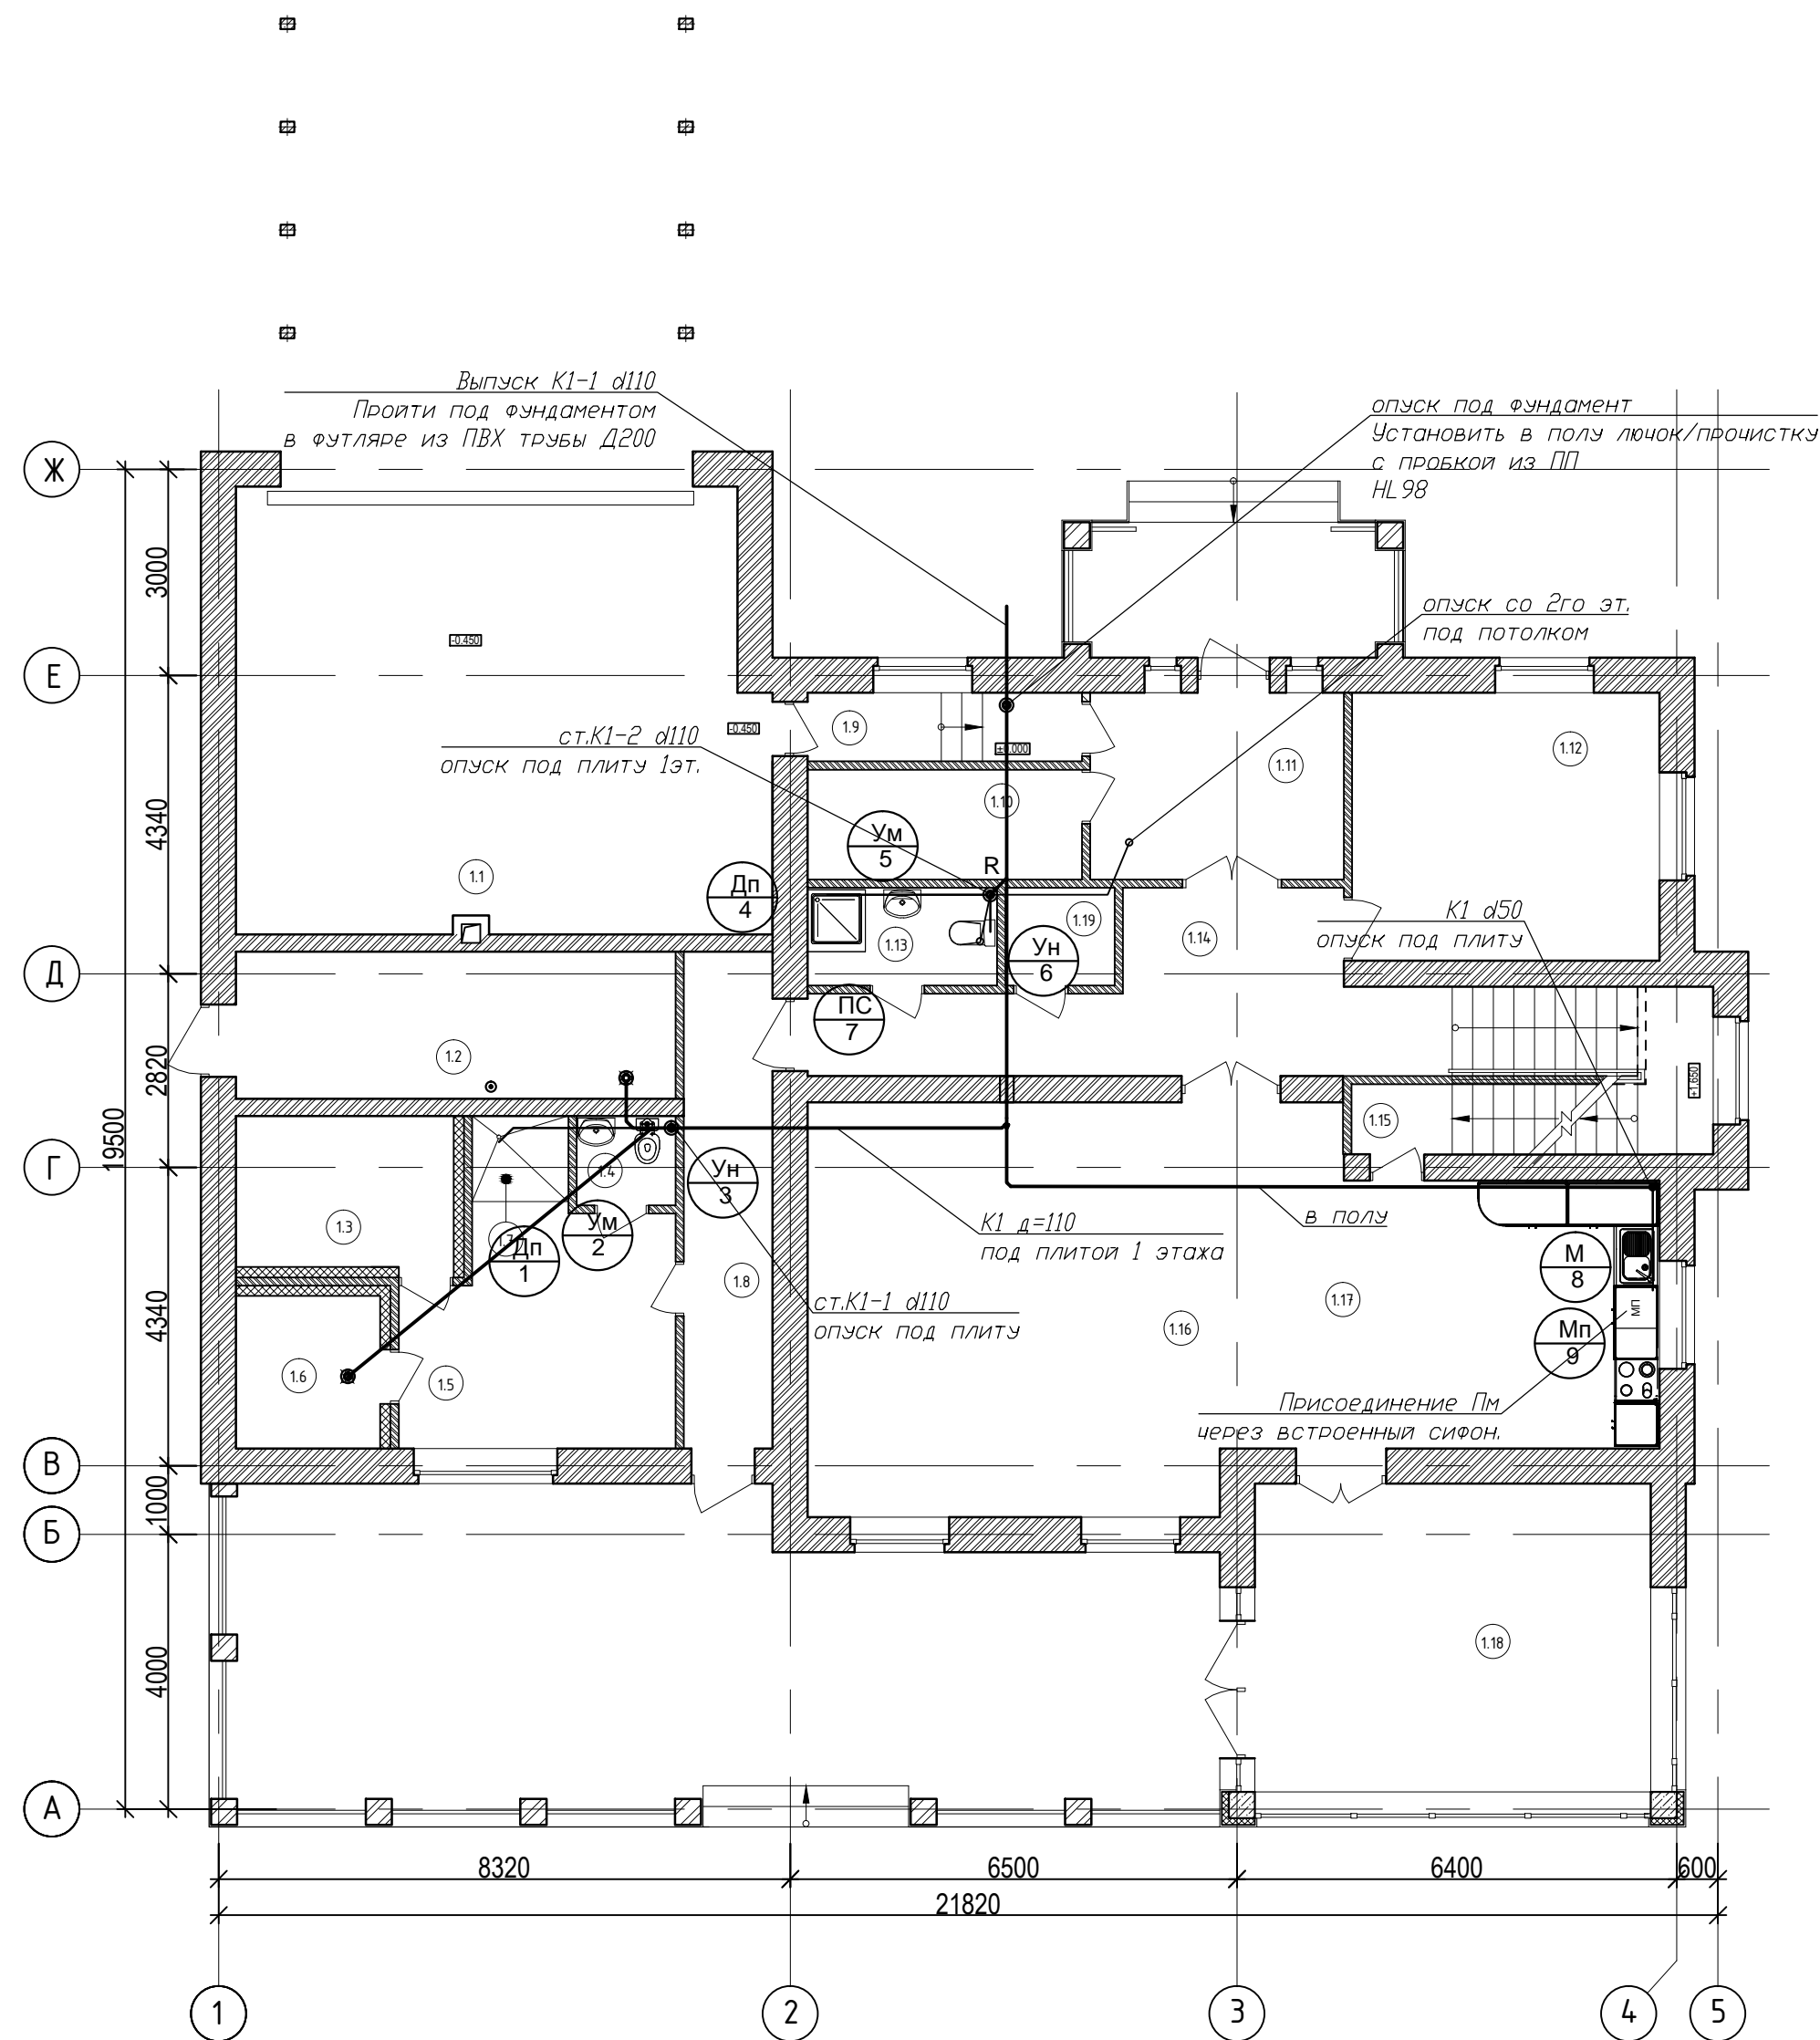 Выпуск К1-1 d110
Пройти под фундаментом
в футляре из ПВХ трубы Д200
опуск под фундамент
Установить в полу лючок/прочистку
с пробкой из ПП
HL98
опуск со 2го эт.
под потолком
ст.К1-2 d110
опуск под плиту 1эт.
К1 d50
опуск под плиту
К1 д=110
под плитой 1 этажа
в полу
ст.К1-1 d110
опуск под плиту
Присоединение Пм
через встроенный сифон.
Ж
Е
Д
Г
В
Б
А
3000
4340
2820
4340
1000
4000
19500
-0.450
-0.450
±0.000
+1.650
1.1
1.2
1.3
1.4
1.5
1.6
1.7
1.8
1.9
1.10
1.11
1.12
1.13
1.14
1.15
1.16
1.17
1.18
1.19
R
Дп
1
Ум
2
Ун
3
Дп
4
Ум
5
Ун
6
ПС
7
М
8
Мп
9
МП
8320
6500
6400
600
21820
1
2
3
4
5